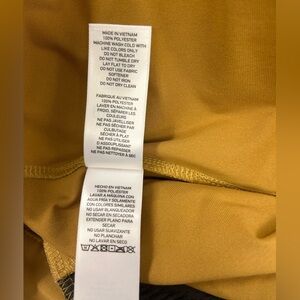 MADE IN VIETNAM
100% POLYESTER
MACHINE WASH COLD WITH
LIKE COLORS ONLY
DO NOT BLEACH
DO NOT TUMBLE DRY
LAY FLAT TO DRY
DO NOT USE FABRIC
SOFTENER
DO NOT IRON
DO NOT DRY CLEAN
FABRIQUÉ AU VIETNAM
100% POLYESTER
LAVER EN MACHINE À
FROID, SÉPARER LES
COULEURS
NE PAS JAVELLISER
NE PAS SÉCHER PAR
CULBUTAGE
SÉCHER À PLAT
NE PAS UTILISER
D'ASSOUPLISSANT
NE PAS REPASSER
NE PAS NETTOYER À SEC
HECHO EN VIETNAM
100% POLIÉSTER
LAVAR A MÁQUINA CON
AGUA FRÍA Y SOLAMENTE
CON COLORES SIMILARES
NO USAR BLANQUEADOR
NO SECAR EN SECADORA
EXTENDER PLANO PARA
SECAR
NO USAR SUAVIZANTE
NO PLANCHAR
NO LAVAR EN SECO